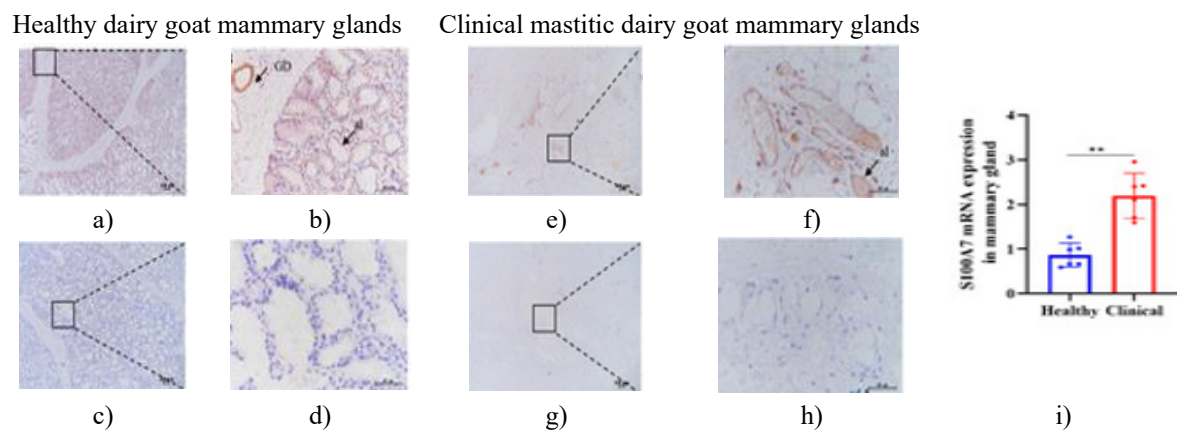 Healthy dairy goat mammary glands
Clinical mastitic dairy goat mammary glands
GD
al
al
a)
b)
e)
f)
c)
d)
g)
h)
i)
S100A7 mRNA expression
in mammary gland
4
3
2
1
0
**
Healthy Clinical